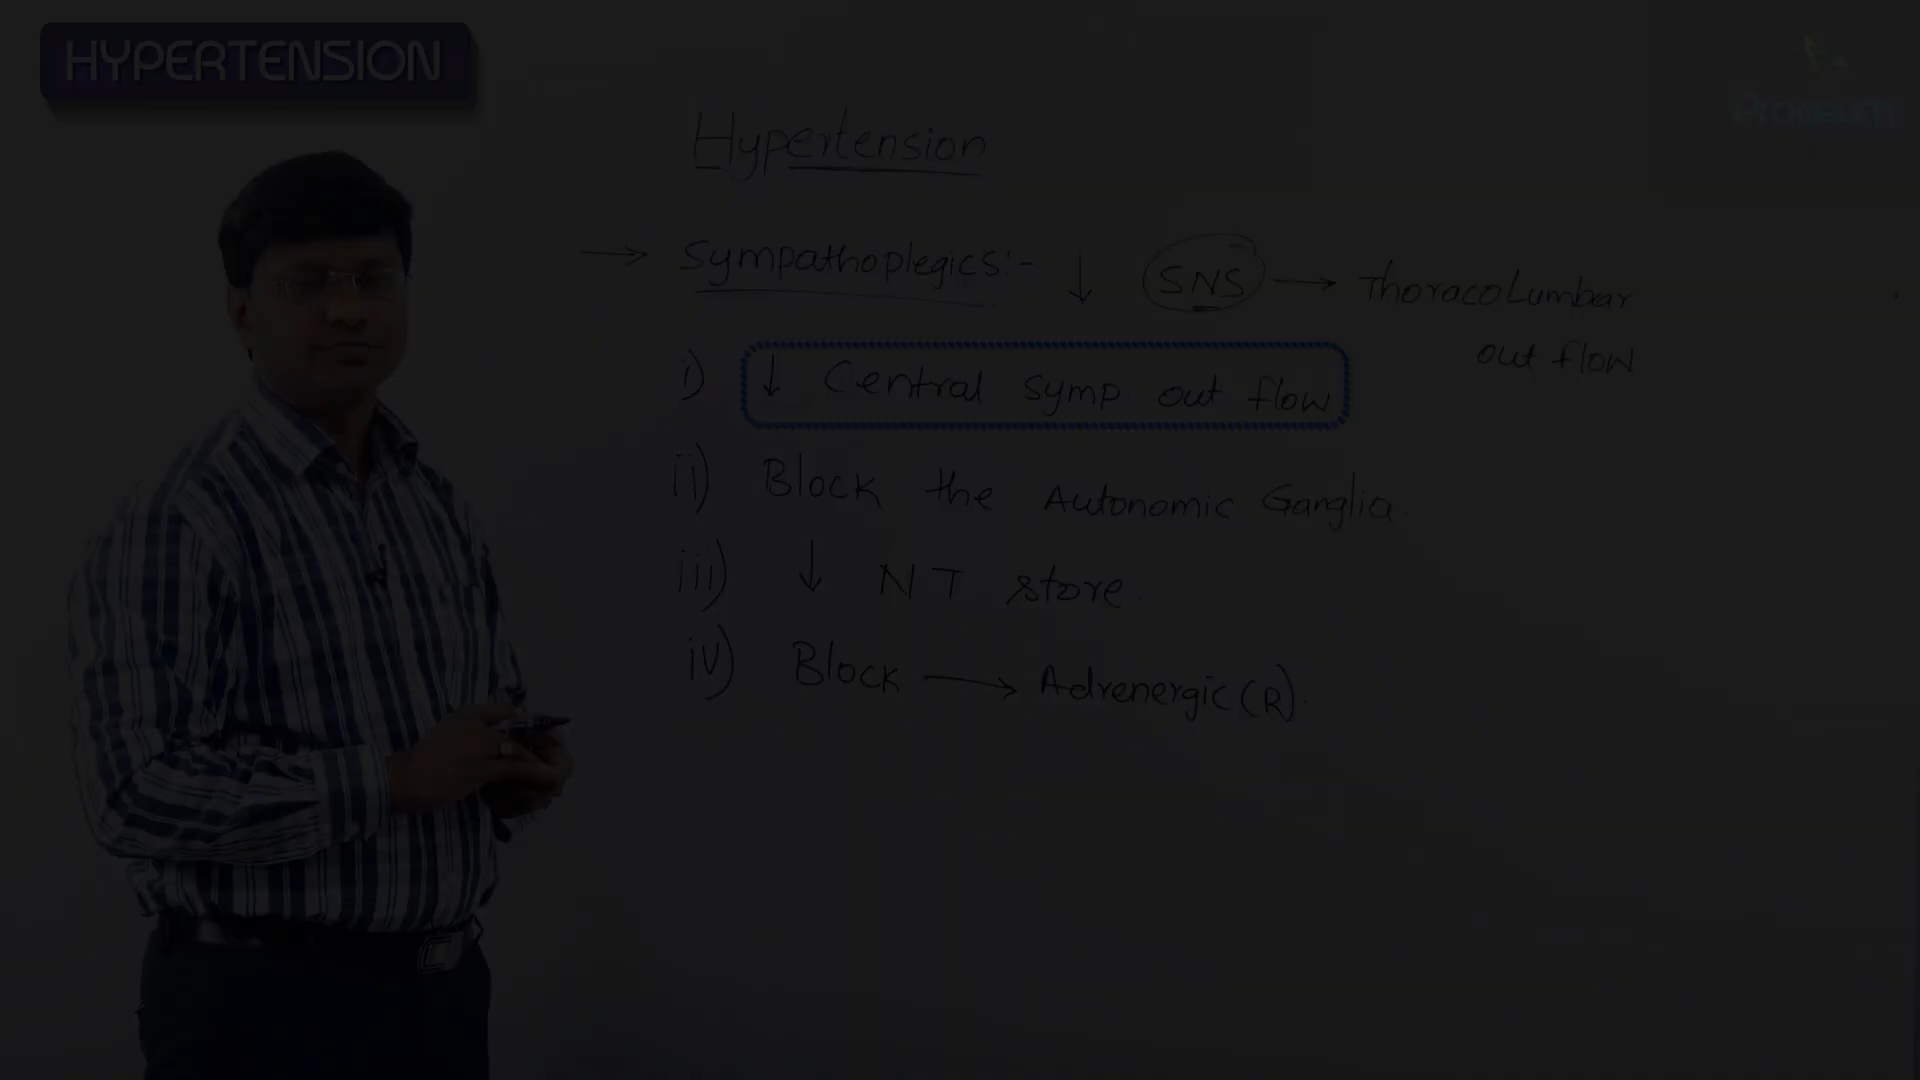 HYPERTENSION
Hypertension
→ Sympathoplegics:- ↓ SNS → ThoracoLumbar
out flow
i) ↓ Central symp out flow
ii) Block the Autonomic Ganglia.
iii) ↓ NT store.
iv) Block → Adrenergic (R).